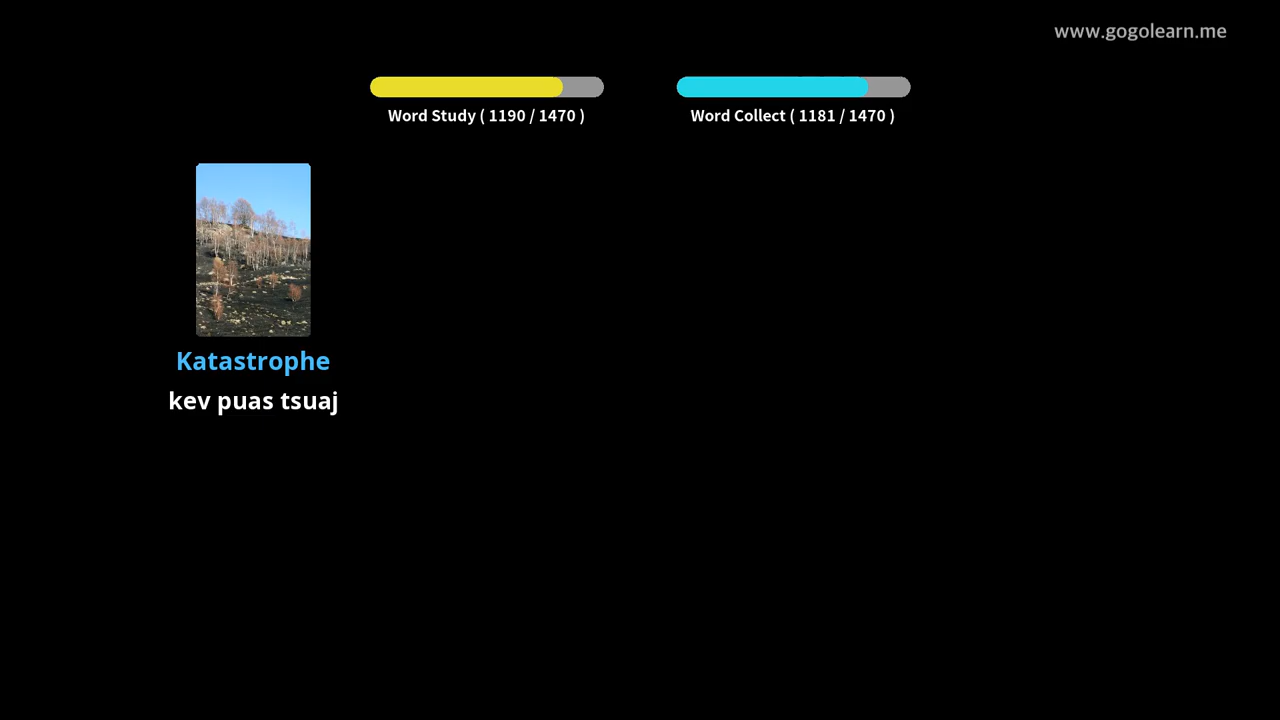 www.gogolearn.me
Word Study ( 1190 / 1470 )
Word Collect ( 1181 / 1470 )
Katastrophe
kev puas tsuaj